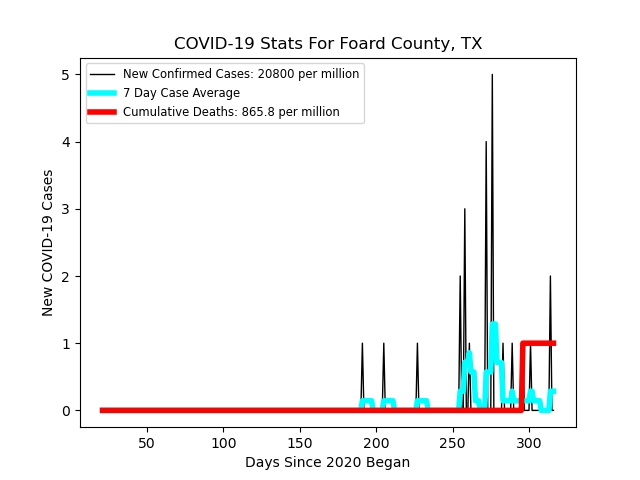 COVID-19 Stats For Foard County, TX
New Confirmed Cases: 20800 per million
7 Day Case Average
Cumulative Deaths: 865.8 per million
New COVID-19 Cases
5
4
3
2
1
0
50 100 150 200 250 300
Days Since 2020 Began